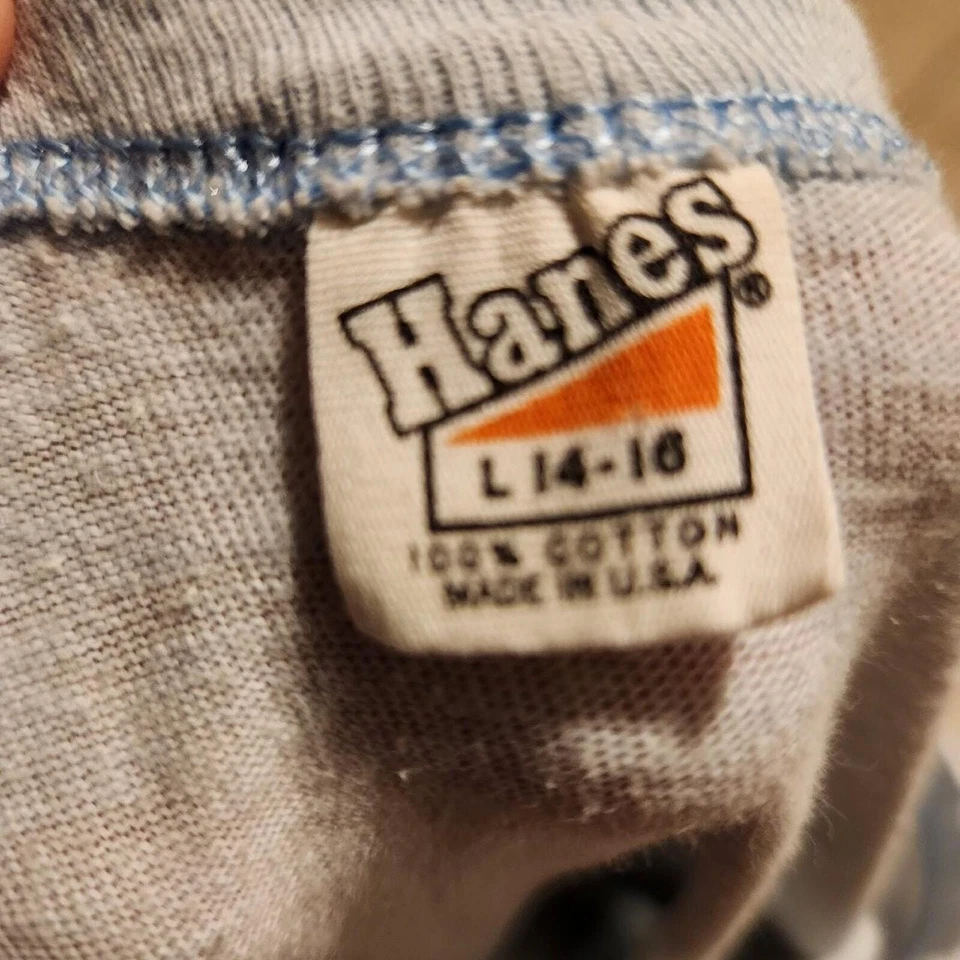 Hanes®
L 14-16
100% COTTON
MADE IN U.S.A.